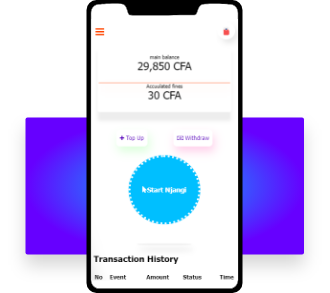 main balance
29,850 CFA
Accuulated fines
30 CFA
+ Top Up
Withdraw
Start Njangi
Transaction History
No Event Amount Status Time